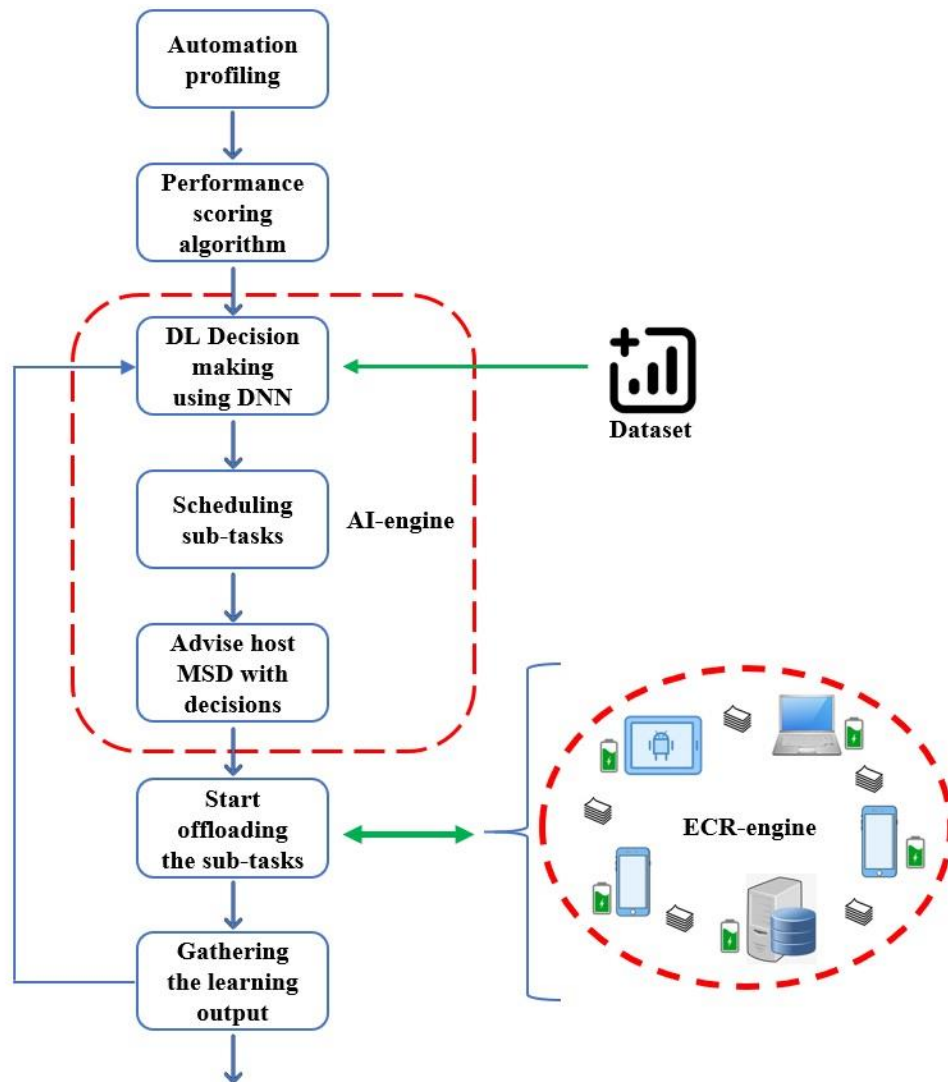 Automation
profiling
Performance
scoring
algorithm
DL Decision
making
using DNN
Dataset
Scheduling
sub-tasks
AI-engine
Advise host
MSD with
decisions
Start
offloading
the sub-tasks
ECR-engine
Gathering
the learning
output